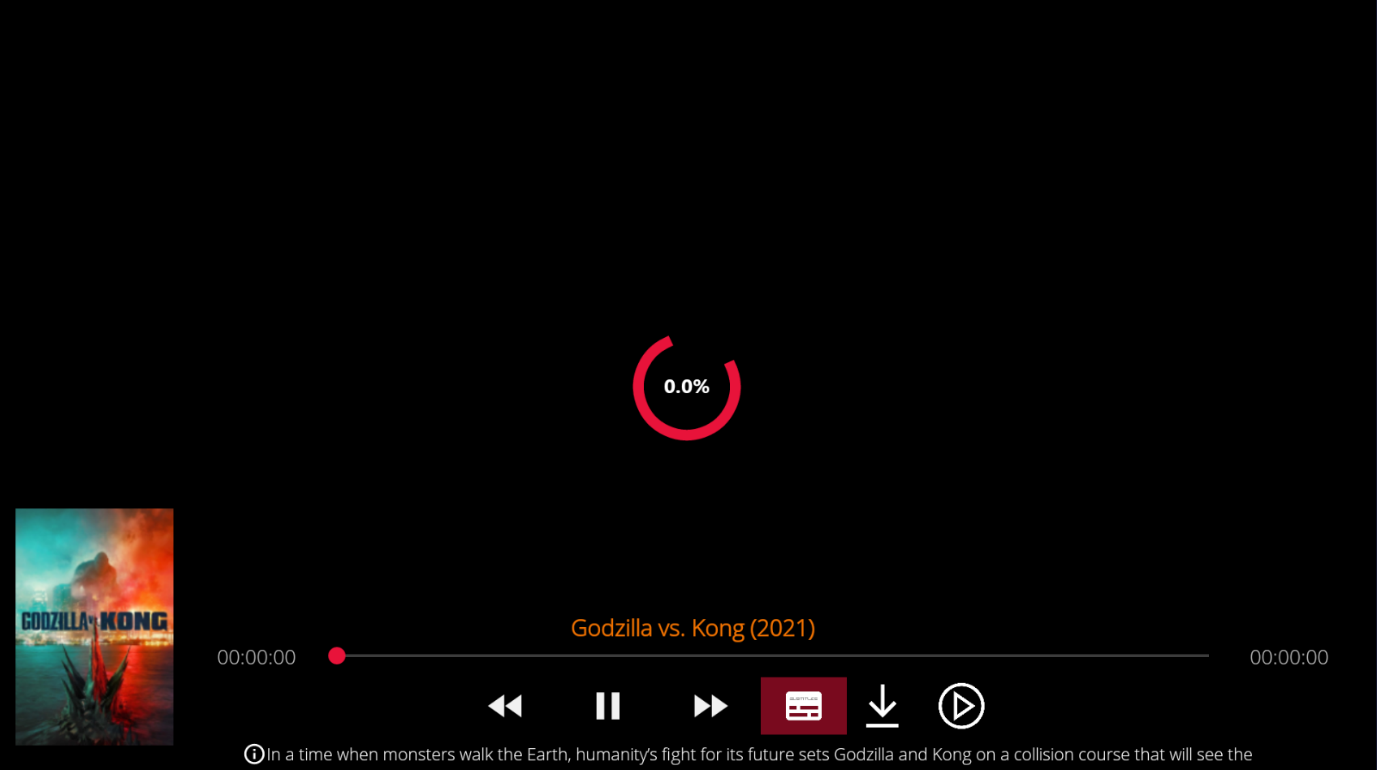 0.0%
GODZILLA vs. KONG
Godzilla vs. Kong (2021)
00:00:00
00:00:00
SUBTITLES
In a time when monsters walk the Earth, humanity's fight for its future sets Godzilla and Kong on a collision course that will see the